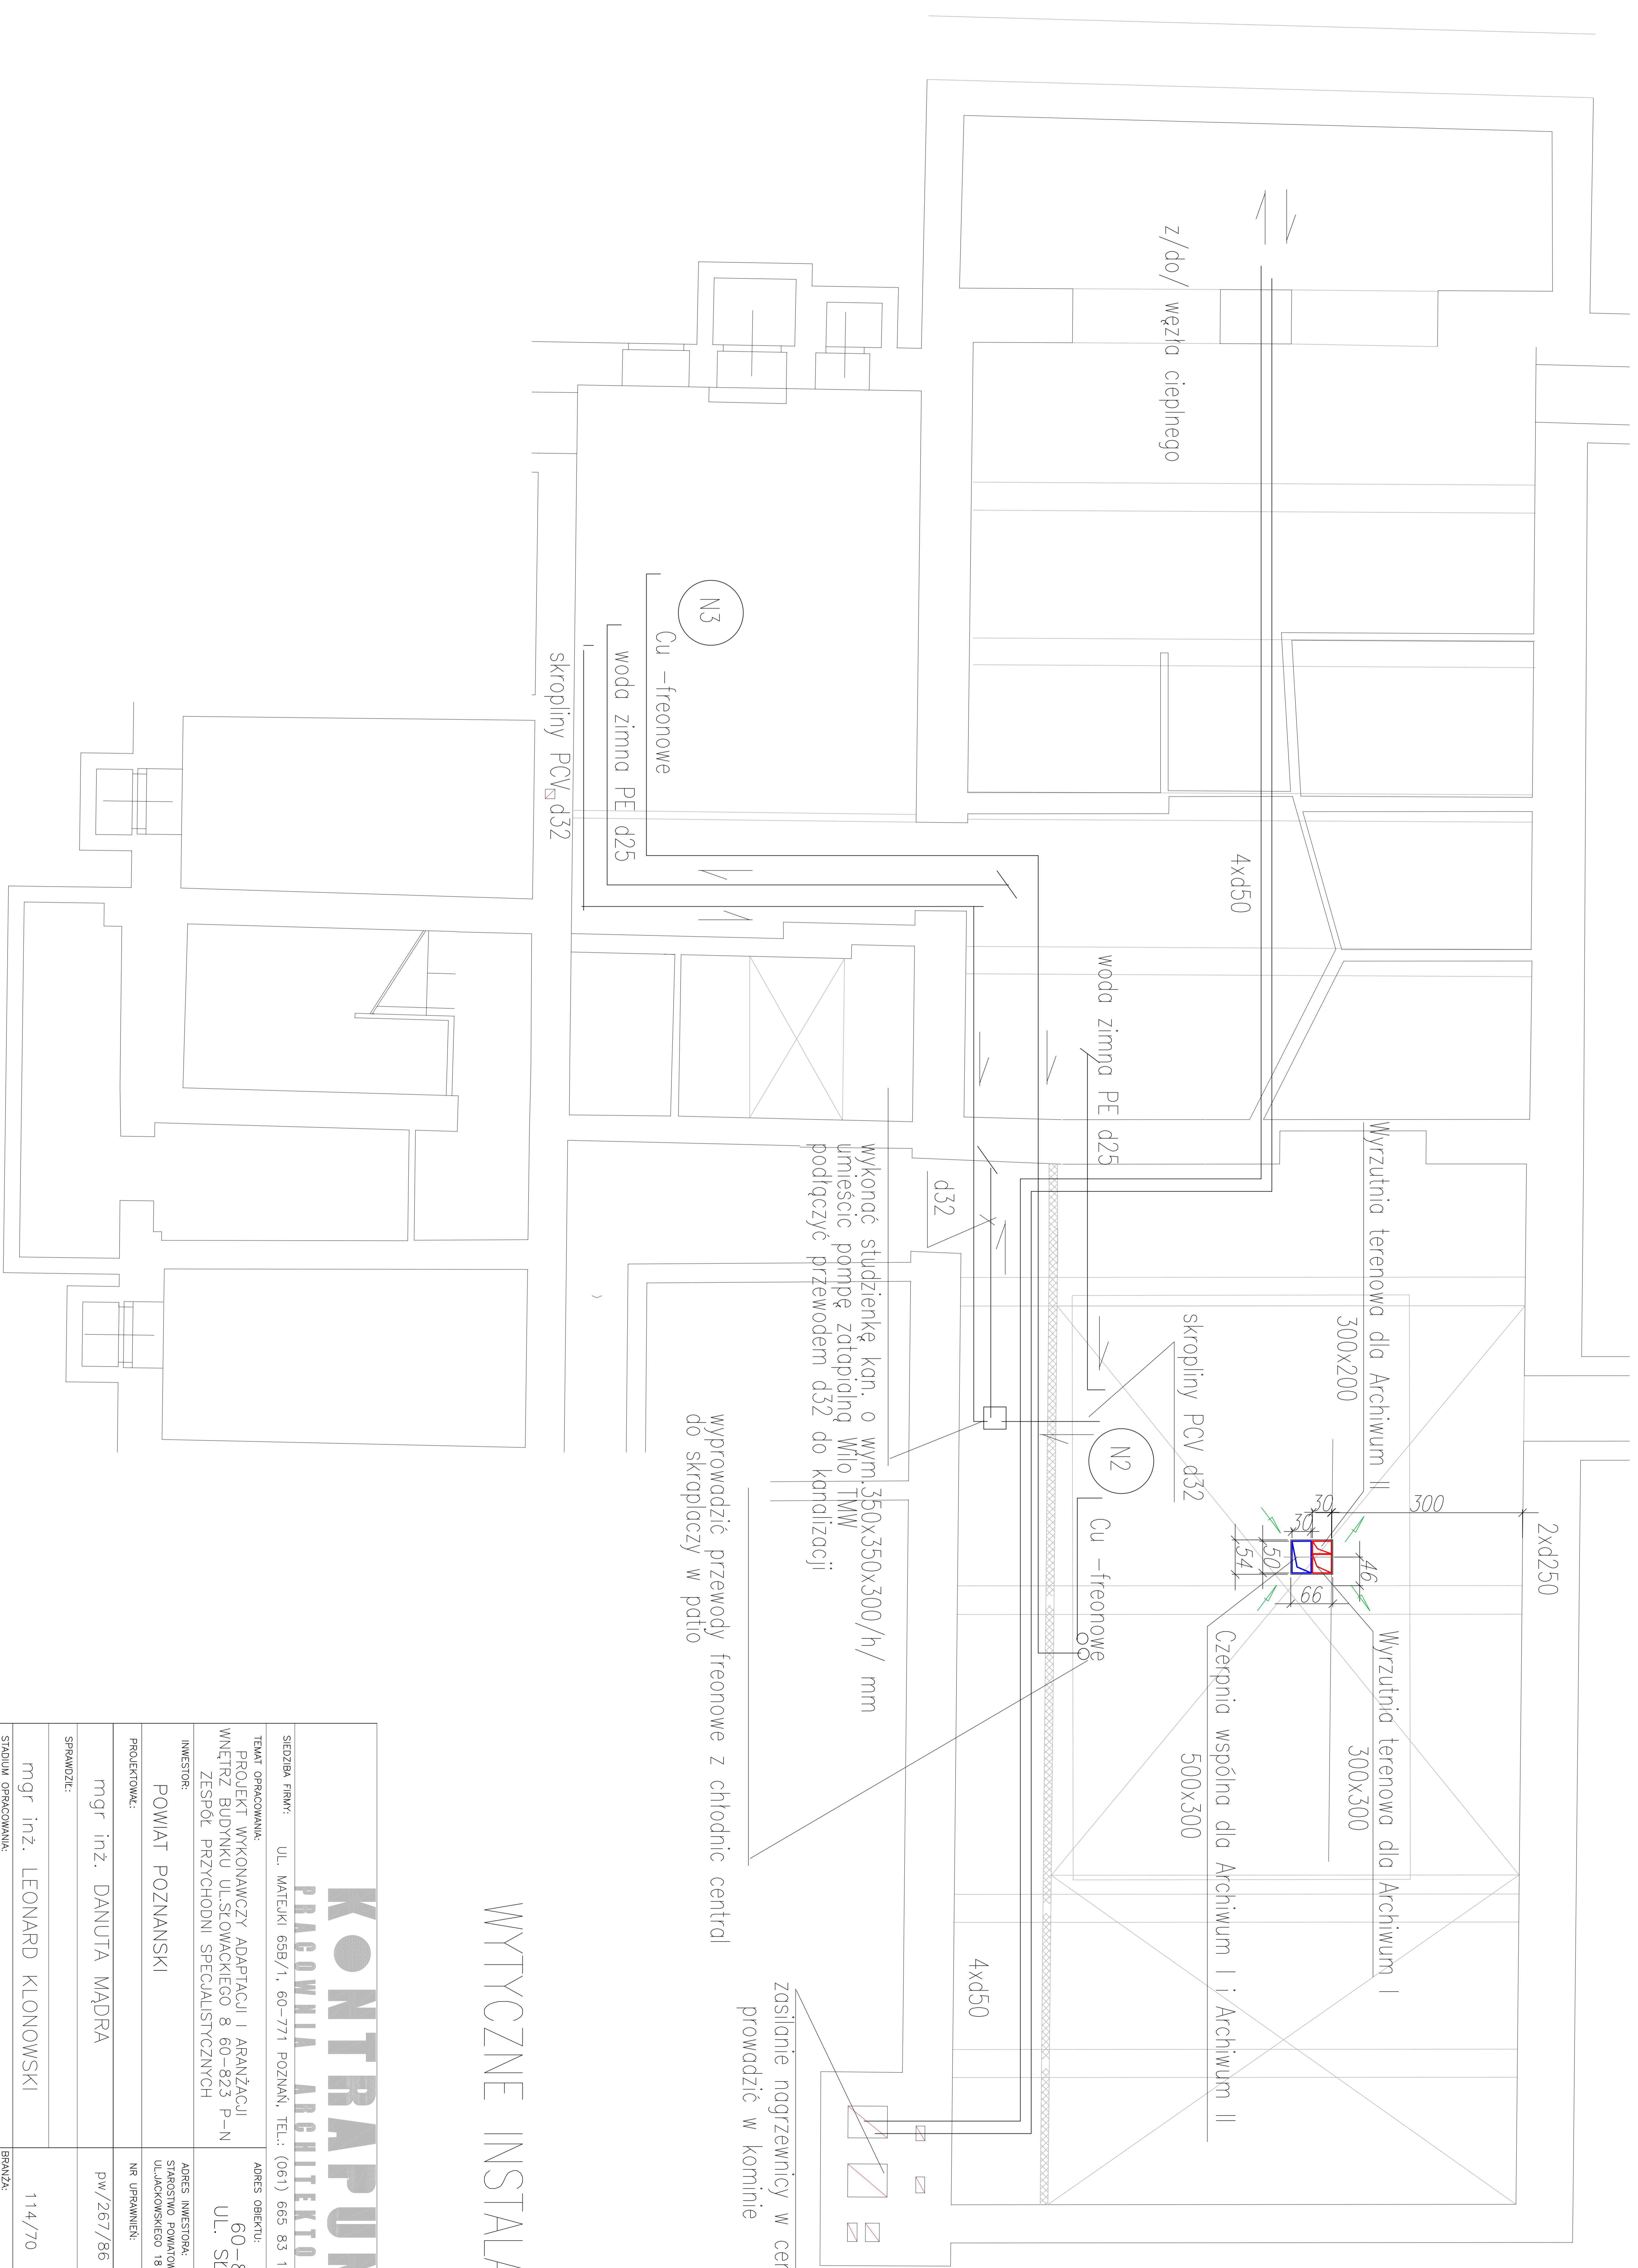 2xd250
Wyrzutnia terenowa dla Archiwum II
300x200
Wyrzutnia terenowa dla Archiwum I
300x300
Czerpnia wspólna dla Archiwum I i Archiwum II
500x300
300
30
30
46
66
50
54
z/do/ węzła cieplnego
4xd50
woda zimna PE d25
skropliny PCV d32
N2
Cu -freonowe
d32
wykonać studzienkę kan. o wym.350x350x300/h/ mm
umieścic pompę zatapialną Wilo TMW
podłączyć przewodem d32 do kanalizacji
wyprowadzić przewody freonowe z chłodnic central
do skraplaczy w patio
N3
Cu -freonowe
woda zimna PE d25
skropliny PCV d32
4xd50
zasilanie nagrzewnicy w
prowadzić w kominie
WYTYCZNE
PRACOWNIA
SIEDZIBA FIRMY:
UL. MATEJKI 65B/1, 60-771 POZNAŃ, TEL.: (061) 665 83
TEMAT OPRACOWANIA:
PROJEKT WYKONAWCZY ADAPTACJI I ARANŻACJI
WNĘTRZ BUDYNKU UL.SŁOWACKIEGO 8 60-823 P-N
ZESPÓŁ PRZYCHODNI SPECJALISTYCZNYCH
ADRES OBIEKTU:
UL.
INWESTOR:
POWIAT POZNANSKI
ADRES INWESTORA:
STAROSTWO
UL.JACKOWSKIEGO 18
PROJEKTOWAŁ:
NR UPRAWNIEŃ:
mgr inż. DANUTA MĄDRA
pw/267/86
SPRAWDZIŁ:
mgr inż. LEONARD KLONOWSKI
114/70
STADIUM OPRACOWANIA:
BRANŻA: